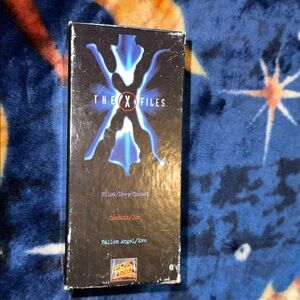 THE X FILES
Pilot/Deep Throat
Conduit/Ice
Fallen Angel/Eve